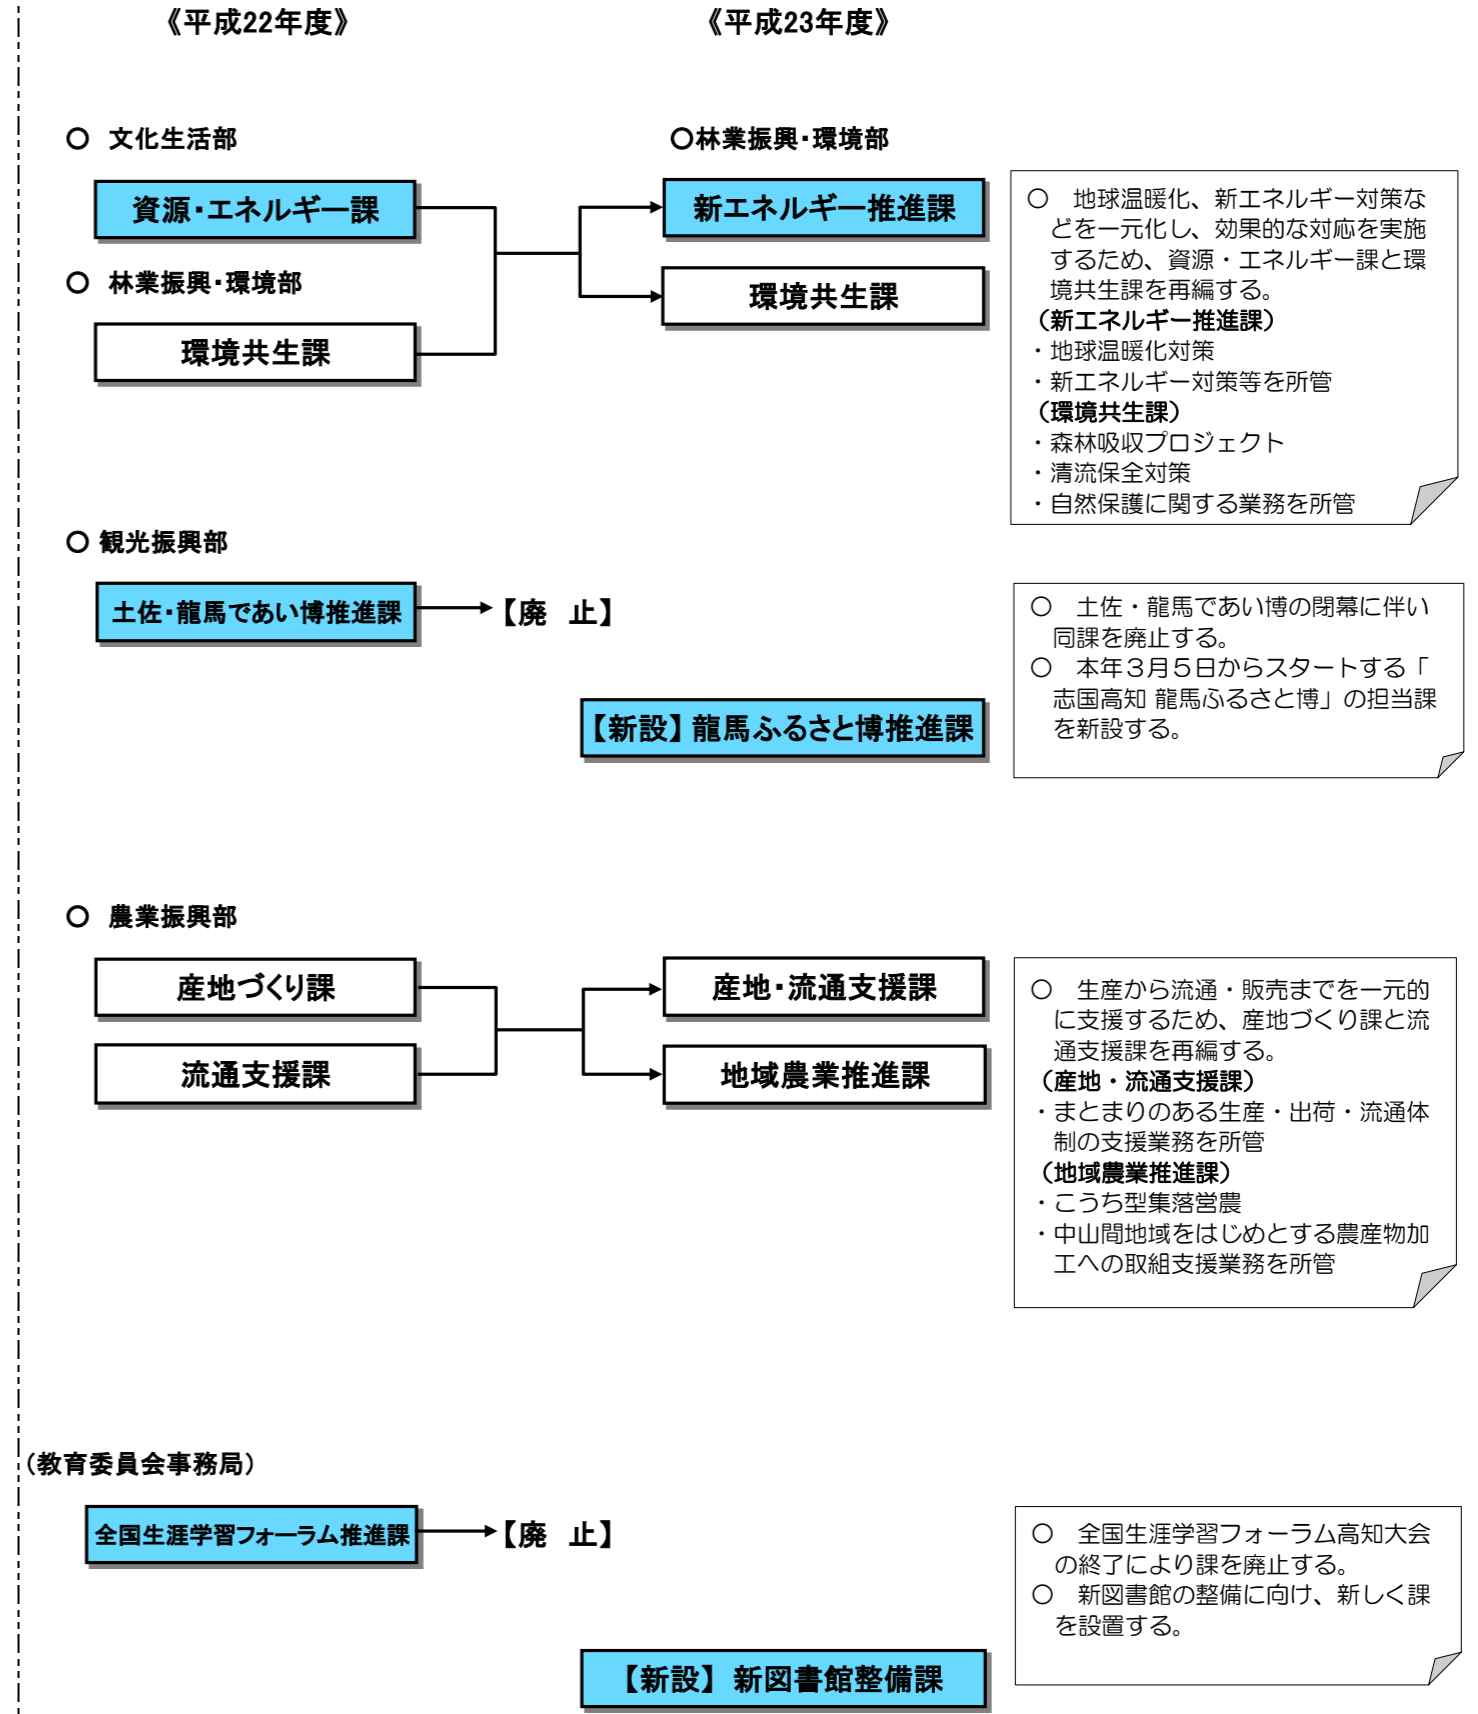 《平成22年度》
《平成23年度》
○　文化生活部
○林業振興・環境部
資源・エネルギー課
新エネルギー推進課
○　林業振興・環境部
環境共生課
環境共生課
○　地球温暖化、新エネルギー対策な
どを一元化し、効果的な対応を実施
するため、資源・エネルギー課と環
境共生課を再編する。
（新エネルギー推進課）
・地球温暖化対策
・新エネルギー対策等を所管
（環境共生課）
・森林吸収プロジェクト
・清流保全対策
・自然保護に関する業務を所管
○ 観光振興部
土佐・龍馬であい博推進課
【廃　止】
【新設】龍馬ふるさと博推進課
○　土佐・龍馬であい博の閉幕に伴い
同課を廃止する。
○　本年３月５日からスタートする「
志国高知 龍馬ふるさと博」の担当課
を新設する。
○　農業振興部
産地づくり課
産地・流通支援課
流通支援課
地域農業推進課
○　生産から流通・販売までを一元的
に支援するため、産地づくり課と流
通支援課を再編する。
（産地・流通支援課）
・まとまりのある生産・出荷・流通体
制の支援業務を所管
（地域農業推進課）
・こうち型集落営農
・中山間地域をはじめとする農産物加
工への取組支援業務を所管
（教育委員会事務局）
全国生涯学習フォーラム推進課
【廃　止】
【新設】 新図書館整備課
○　全国生涯学習フォーラム高知大会
の終了により課を廃止する。
○　新図書館の整備に向け、新しく課
を設置する。